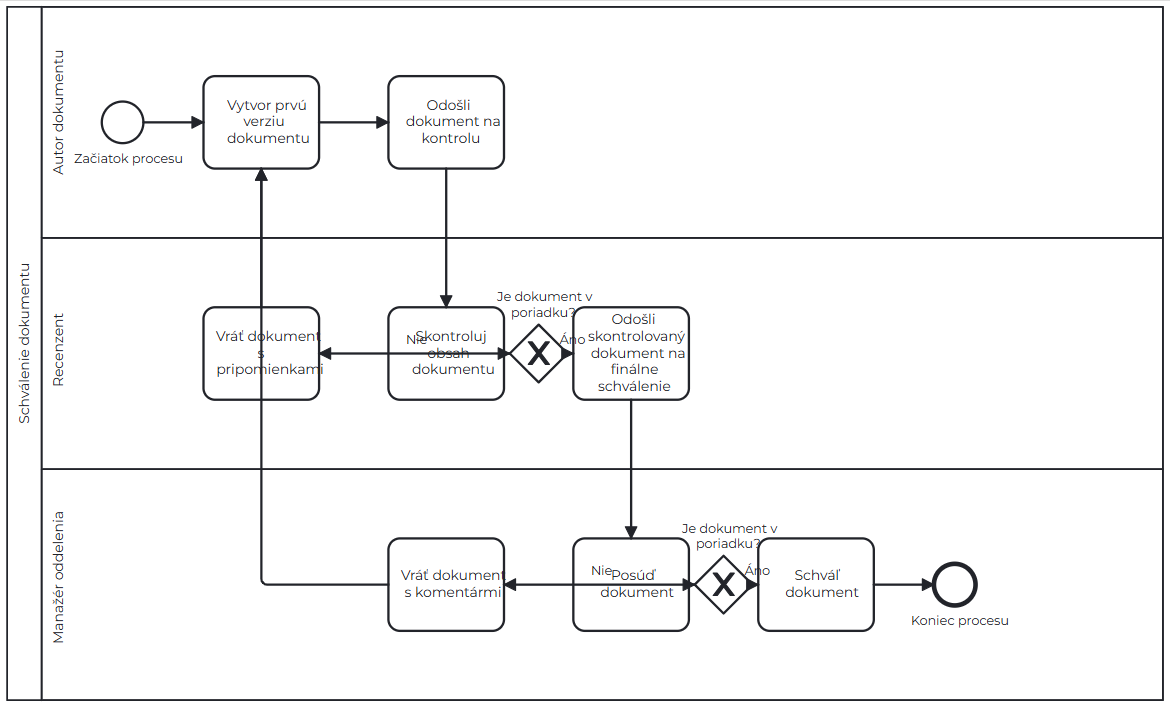 Schválenie dokumentu
Autor dokumentu
Začiatok procesu
Vytvor prvú
verziu
dokumentu
Odošli
dokument na
kontrolu
Recenzent
Vráť dokument
s
pripomienkami
Nie
Skontroluj
obsah
dokumentu
Je dokument v
poriadku?
Áno
Odošli
skontrolovaný
dokument na
finálne
schválenie
Manažér oddelenia
Vráť dokument
s komentármi
Nie
Posúď
dokument
Je dokument v
poriadku?
Áno
Schváľ
dokument
Koniec procesu